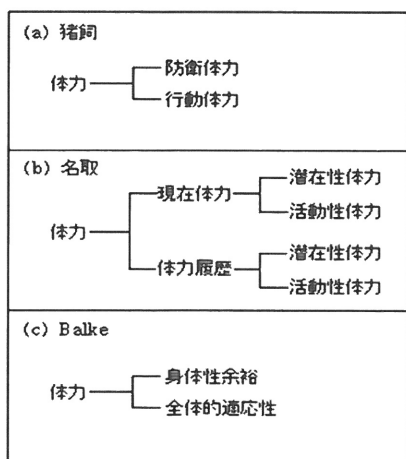 (a) 猪飼
体力
防衛体力
行動体力
(b) 名取
体力
現在体力
潜在性体力
活動性体力
体力履歴
潜在性体力
活動性体力
(c) Balke
体力
身体性余裕
全体的適応性